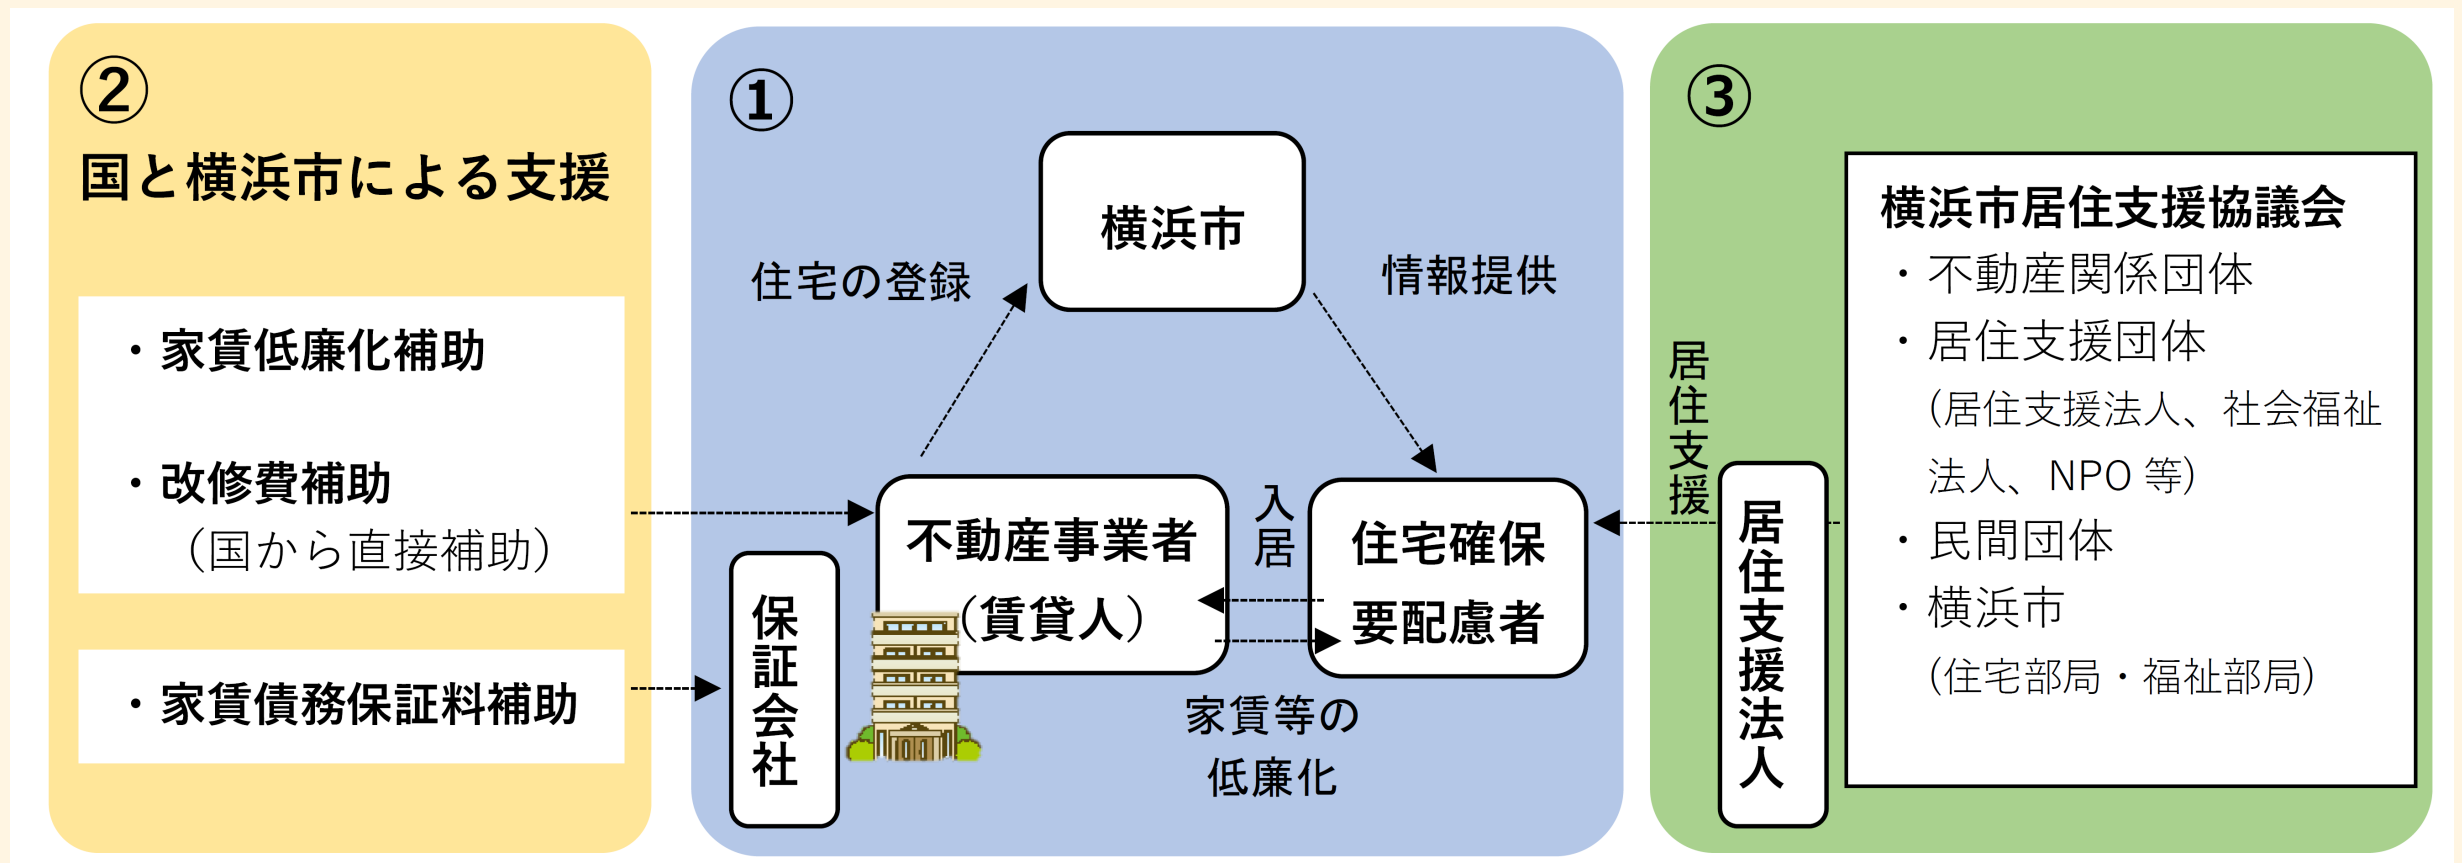 ②
国と横浜市による支援
・家賃低廉化補助
・改修費補助
（国から直接補助）
・家賃債務保証料補助
①
横浜市
住宅の登録
情報提供
不動産事業者
（賃貸人）
入居
住宅確保
要配慮者
家賃等の
低廉化
保証会社
③
居住支援
居住支援法人
横浜市居住支援協議会
・不動産関係団体
・居住支援団体
（居住支援法人、社会福祉
法人、NPO 等）
・民間団体
・横浜市
（住宅部局・福祉部局）